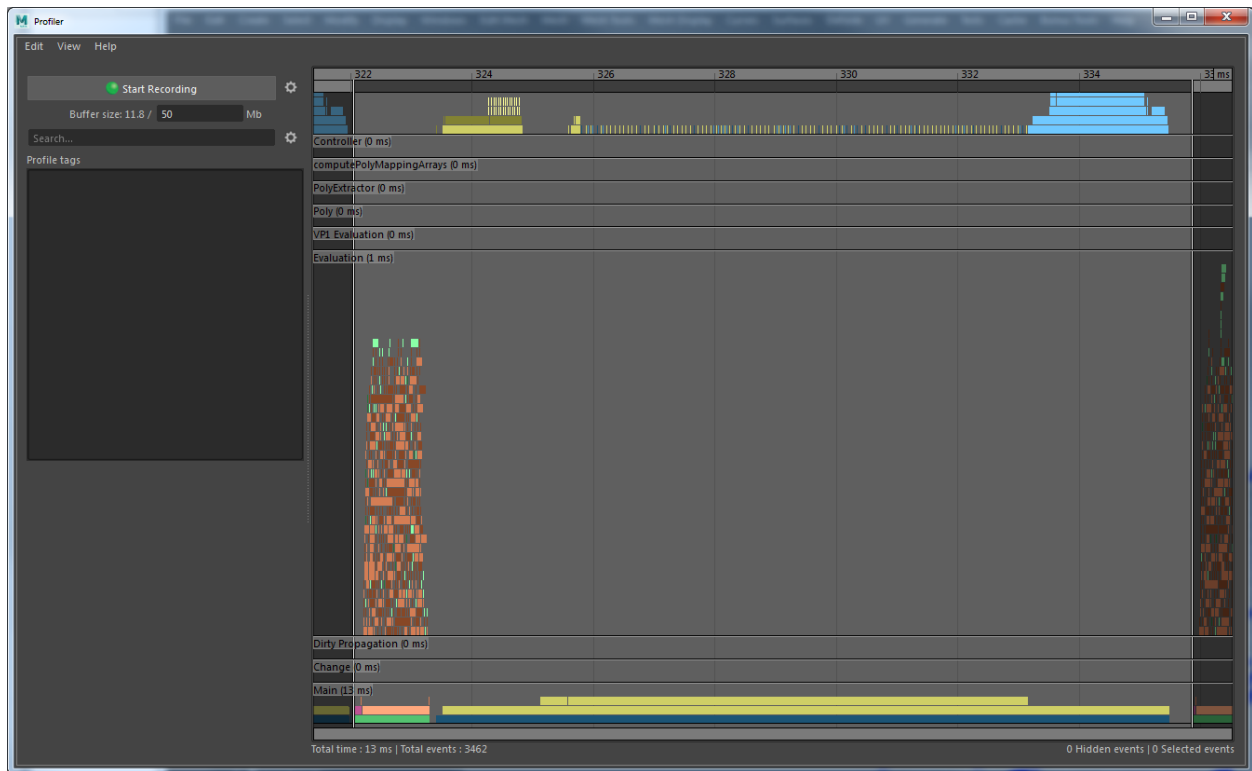 Profiler
Edit View Help
322 324 326 328 330 332 334 33 ms
Start Recording
Buffer size: 11.8 / 50 Mb
Search...
Profile tags
Controller (0 ms)
computePolyMappingArrays (0 ms)
PolyExtractor (0 ms)
Poly (0 ms)
VP1 Evaluation (0 ms)
Evaluation (1 ms)
Dirty Propagation (0 ms)
Change (0 ms)
Main (13 ms)
Total time : 13 ms | Total events : 3462
0 Hidden events | 0 Selected events